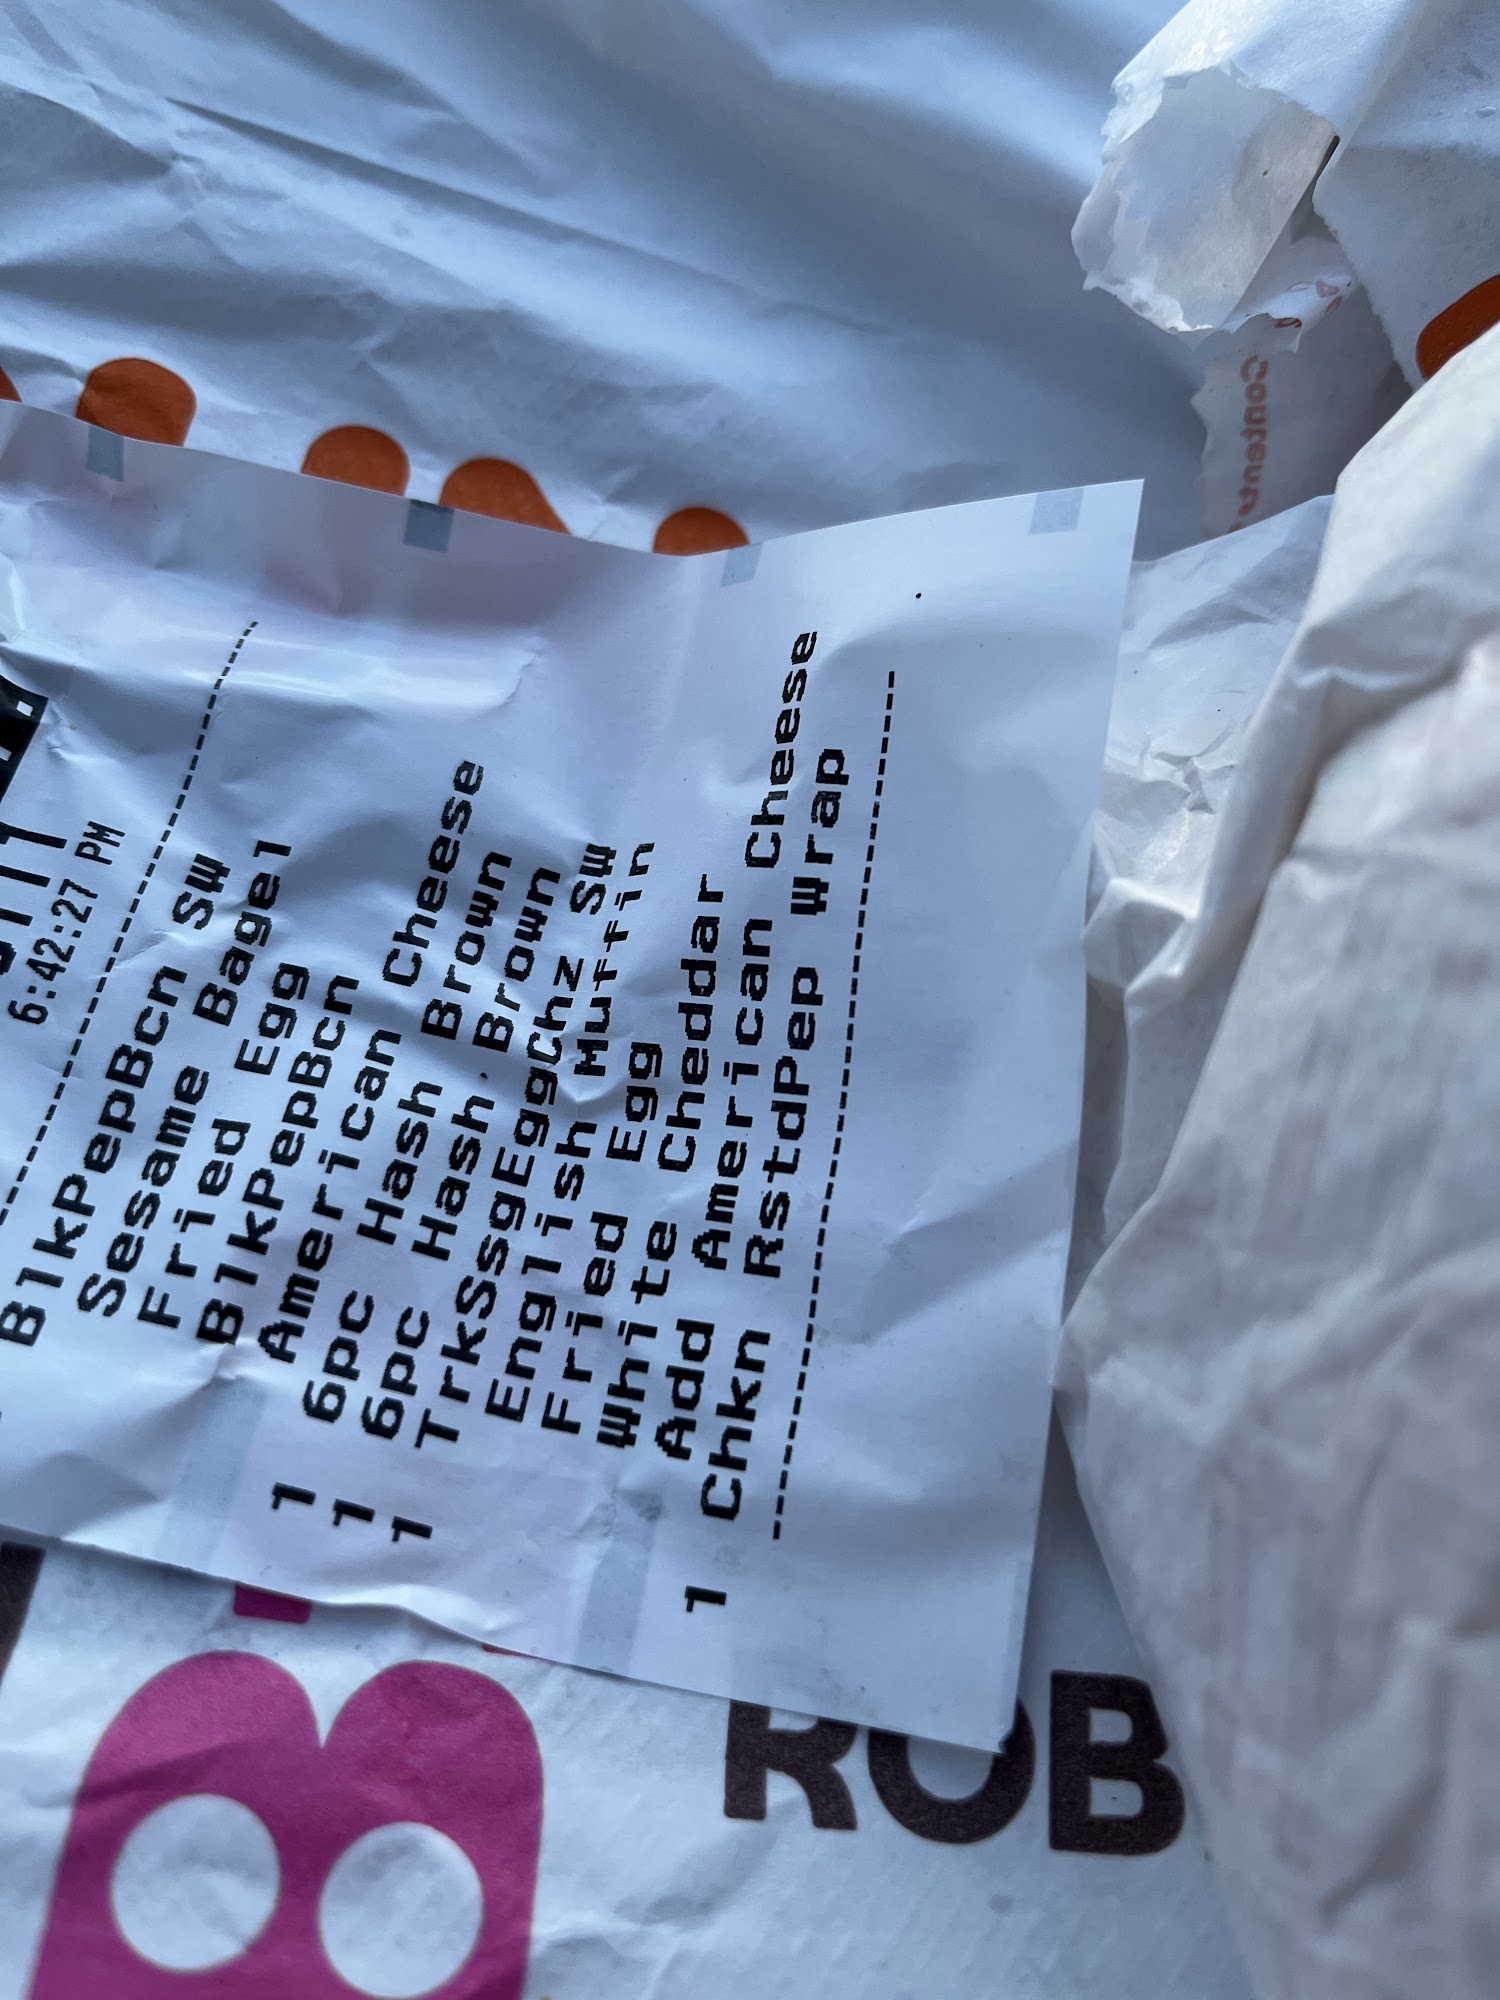 6:42:27 PM
BlkPepBcn SW
Sesame Bagel
Fried Egg
BlkPepBcn
American Cheese
1 6pc Hash Brown
1 6pc Hash Brown
1 TrkSsgEggChz SW
English Muffin
Fried Egg
White Cheddar
Add American Cheese
1 Chkn RstdPep Wrap
Contents
ROB